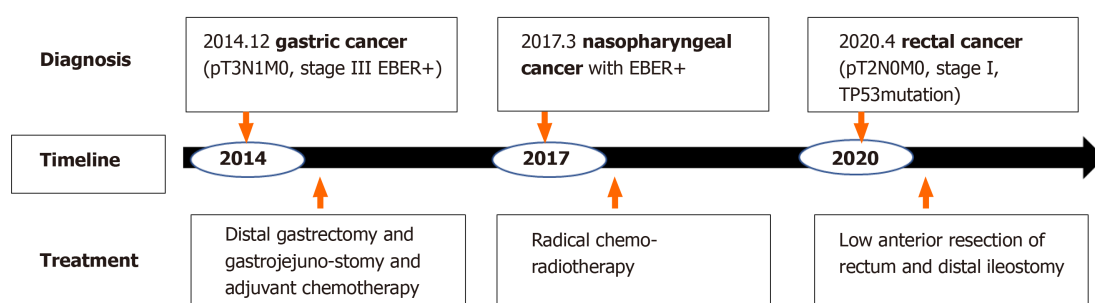 Diagnosis
2014.12 gastric cancer
(pT3N1M0, stage III EBER+)
2017.3 nasopharyngeal
cancer with EBER+
2020.4 rectal cancer
(pT2N0M0, stage I,
TP53mutation)
Timeline
2014
2017
2020
Treatment
Distal gastrectomy and
gastrojejuno-stomy and
adjuvant chemotherapy
Radical chemo-
radiotherapy
Low anterior resection of
rectum and distal ileostomy